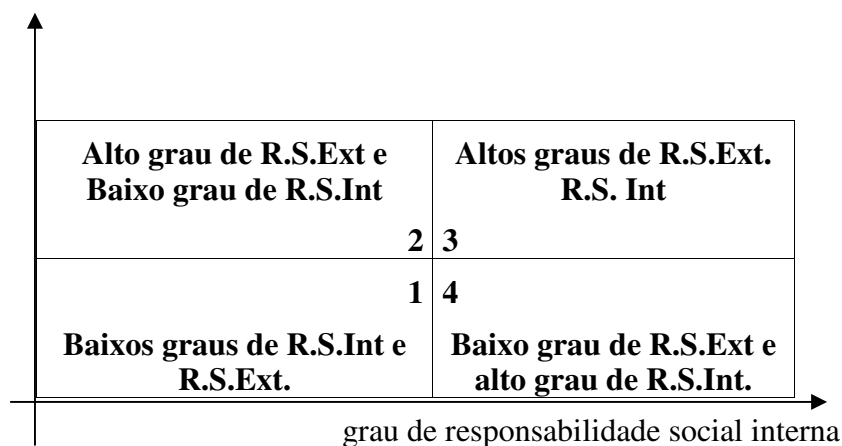 Alto grau de R.S.Ext e
Baixo grau de R.S.Int
2
Altos graus de R.S.Ext.
R.S. Int
3
1
Baixos graus de R.S.Int e
R.S.Ext.
4
Baixo grau de R.S.Ext e
alto grau de R.S.Int.
grau de responsabilidade social interna